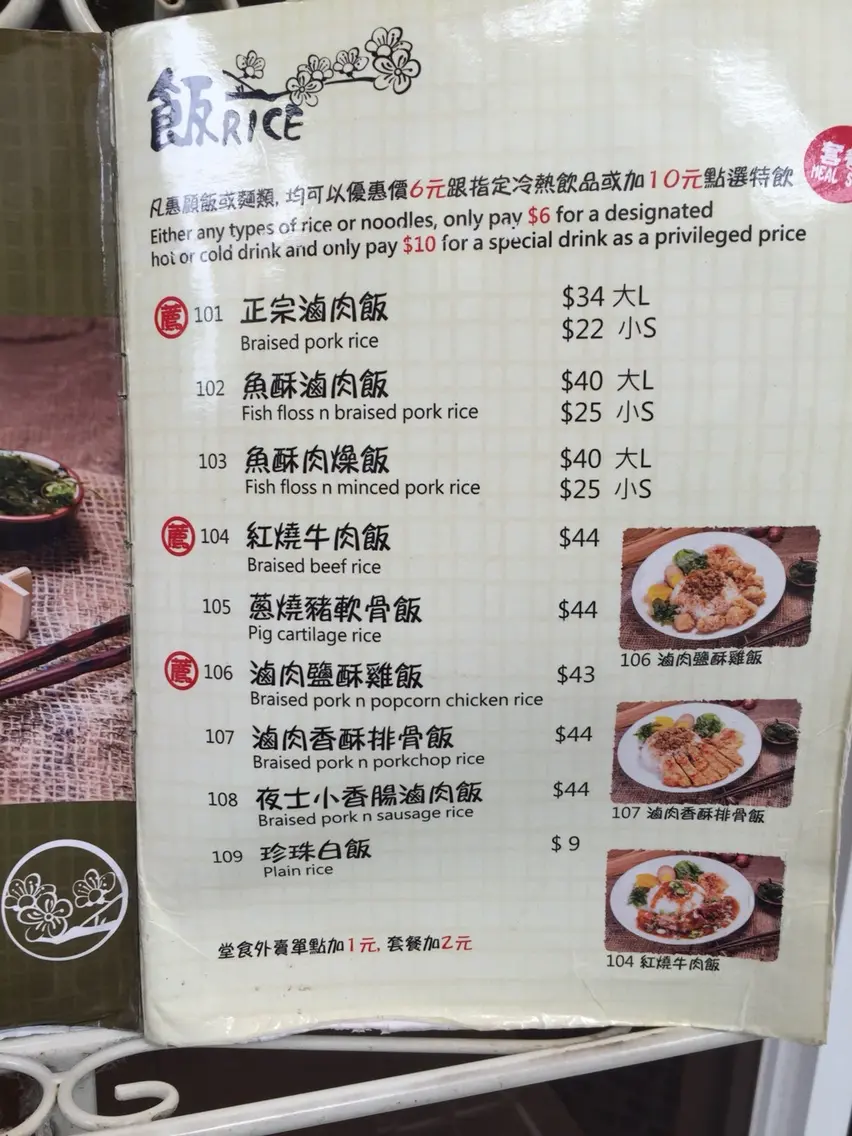 飯RICE
凡惠顧飯或麵類, 均可以優惠價6元跟指定冷熱飲品或加10元點選特飲
Either any types of rice or noodles, only pay $6 for a designated
hot or cold drink and only pay $10 for a special drink as a privileged price
薦 101 正宗滷肉飯 $34 大L
Braised pork rice $22 小S
102 魚酥滷肉飯 $40 大L
Fish floss n braised pork rice $25 小S
103 魚酥肉燥飯 $40 大L
Fish floss n minced pork rice $25 小S
薦 104 紅燒牛肉飯 $44
Braised beef rice
105 蔥燒豬軟骨飯 $44
Pig cartilage rice
薦 106 滷肉鹽酥雞飯 $43
Braised pork n popcorn chicken rice
107 滷肉香酥排骨飯 $44
Braised pork n porkchop rice
108 夜士小香腸滷肉飯 $44
Braised pork n sausage rice
109 珍珠白飯 $ 9
Plain rice
106 滷肉鹽酥雞飯
107 滷肉香酥排骨飯
104 紅燒牛肉飯
堂食外賣單點加1元, 套餐加2元